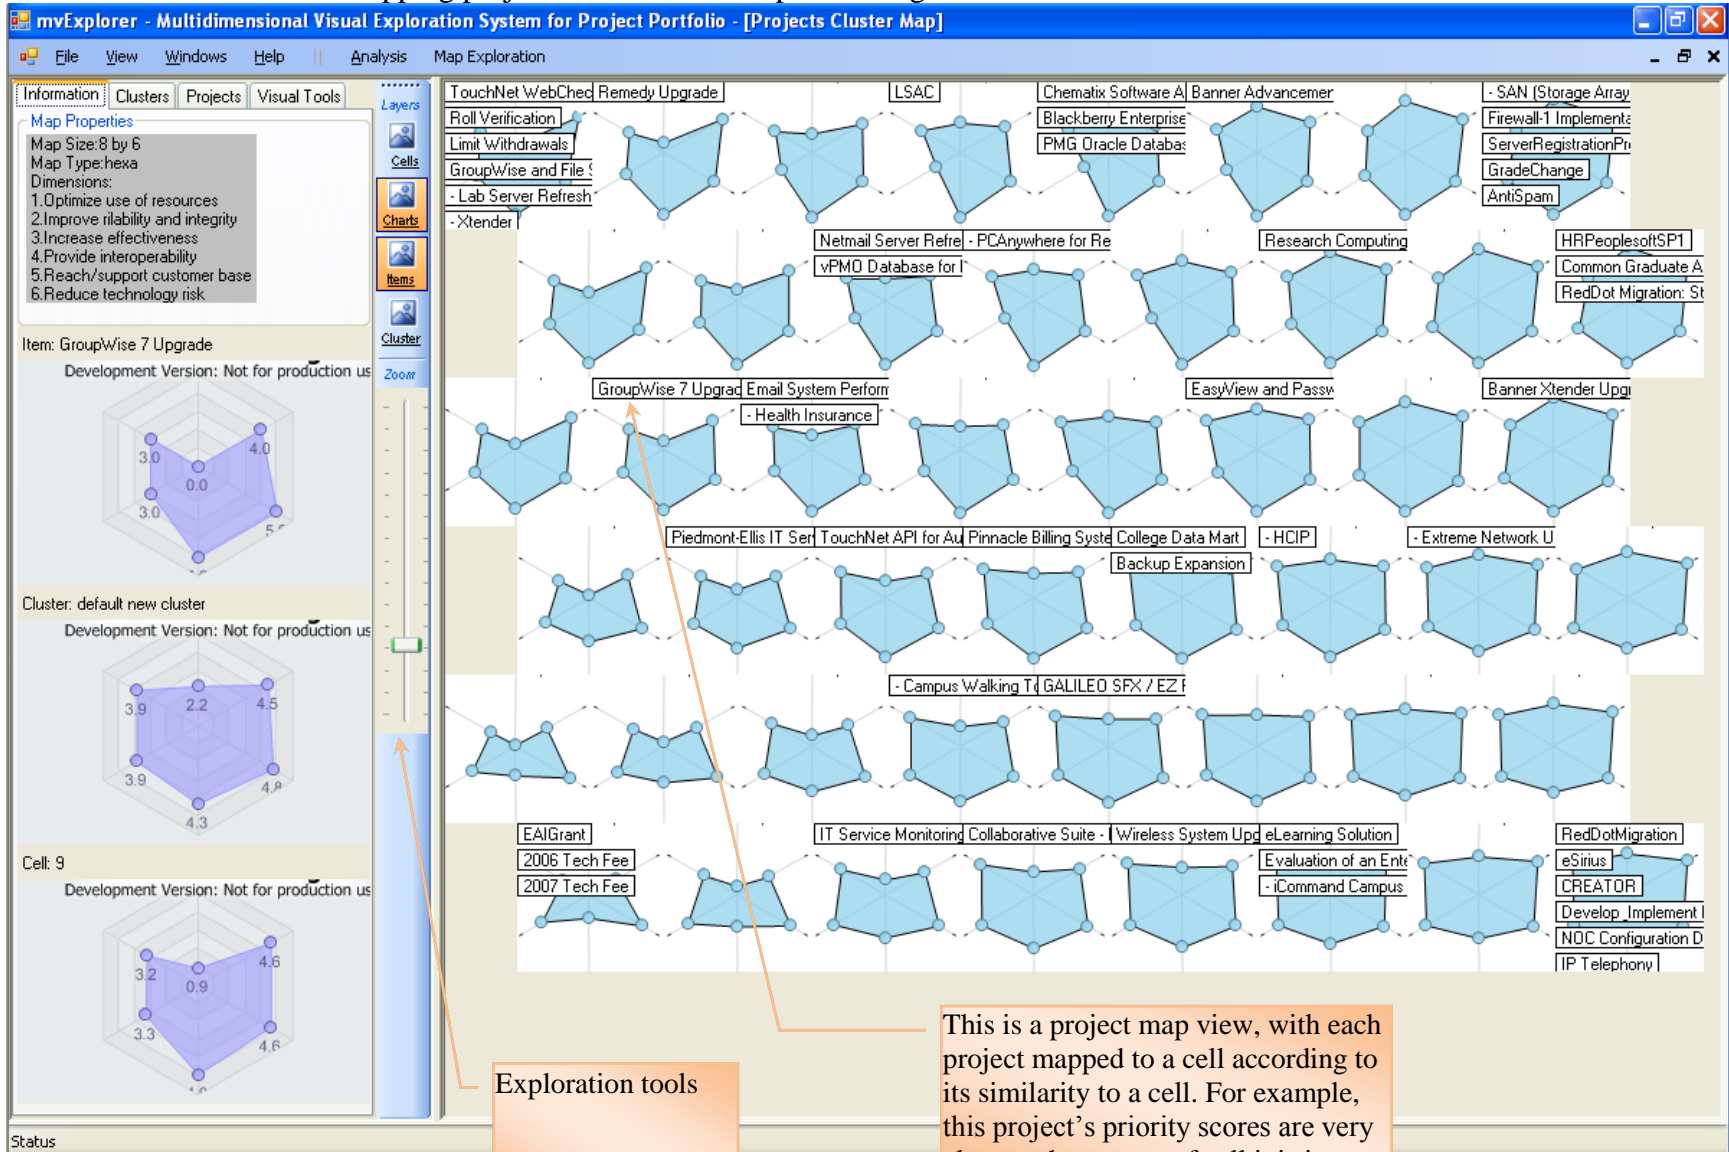 mvExplorer - Multidimensional Visual Exploration System for Project Portfolio - [Projects Cluster Map]
File View Windows Help || Analysis Map Exploration
Information Clusters Projects Visual Tools
Map Properties
Map Size:8 by 6
Map Type:hexa
Dimensions:
1.Optimize use of resources
2.Improve rilability and integrity
3.Increase effectiveness
4.Provide interoperability
5.Reach/support customer base
6.Reduce technology risk
Item: GroupWise 7 Upgrade
Development Version: Not for production us
4.0
3.0
0.0
3.0
Cluster: default new cluster
Development Version: Not for production us
3.9 2.2 4.5
3.9
4.8
4.3
Cell: 9
Development Version: Not for production us
4.6
3.2
0.9
3.3
4.6
Layers
Cells
Charts
Items
Cluster
Zoom
TouchNet WebChec Remedy Upgrade LSAC Chematix Software A Banner Advancemer - SAN (Storage Array
Roll Verification Blackberry Enterprise Firewall-1 Implementa
Limit Withdrawals PMG Oracle Databas ServerRegistrationPr
GroupWise and File S GradeChange
- Lab Server Refresh AntiSpam
- Xtender
Netmail Server Refre - PCAnywhere for Re Research Computing HRPeoplesoftSP1
vPMO Database for Common Graduate A
RedDot Migration: St
GroupWise 7 Upgrad Email System Perform EasyView and Passw Banner Xtender Upgr
- Health Insurance
Piedmont-Ellis IT Ser TouchNet API for Au Pinnacle Billing Syste College Data Mart - HCIP - Extreme Network U
Backup Expansion
- Campus Walking To GALILEO SFX / EZ
EAIGrant IT Service Monitoring Collaborative Suite - Wireless System Upg eLearning Solution RedDotMigration
2006 Tech Fee Evaluation of an Ente eSirius
2007 Tech Fee - iCommand Campus CREATOR
Develop_Implement
NOC Configuration D
IP Telephony
Exploration tools
This is a project map view, with each
project mapped to a cell according to
its similarity to a cell. For example,
this project’s priority scores are very
Status